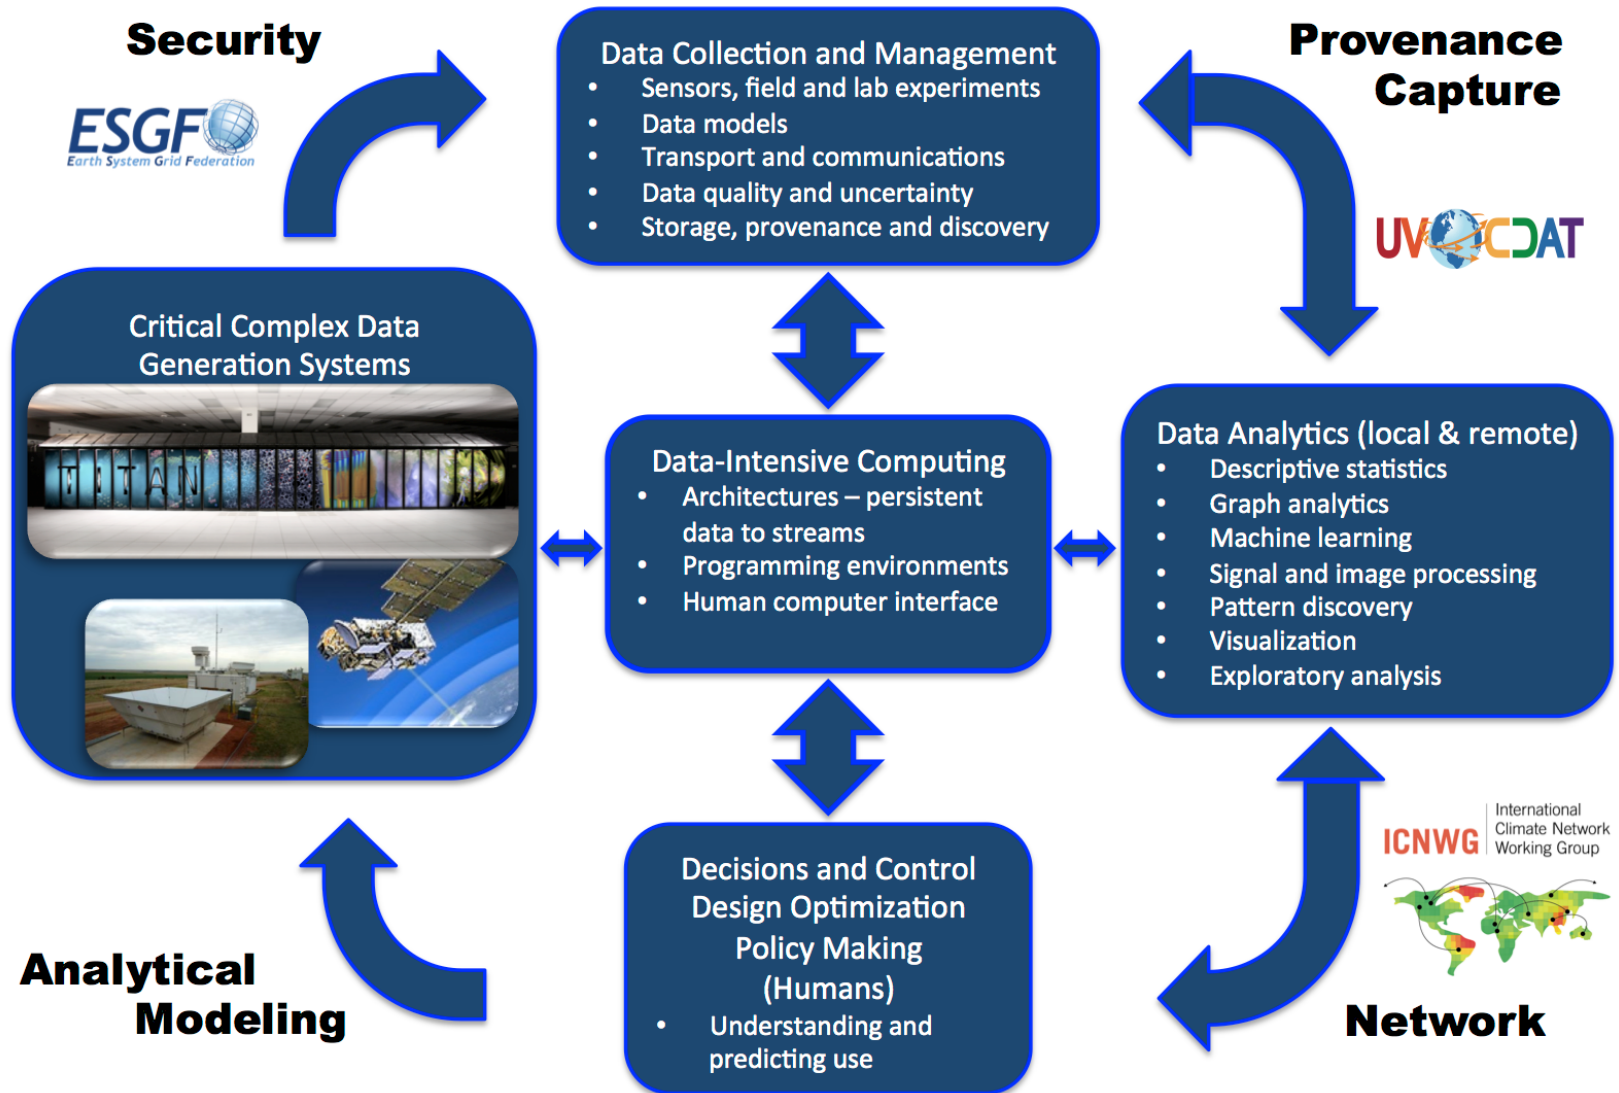 Security
ESGF
Earth System Grid Federation
Data Collection and Management
• Sensors, field and lab experiments
• Data models
• Transport and communications
• Data quality and uncertainty
• Storage, provenance and discovery
Provenance
Capture
UV CDAT
Critical Complex Data
Generation Systems
TITAN
Data-Intensive Computing
• Architectures – persistent
data to streams
• Programming environments
• Human computer interface
Data Analytics (local & remote)
• Descriptive statistics
• Graph analytics
• Machine learning
• Signal and image processing
• Pattern discovery
• Visualization
• Exploratory analysis
Decisions and Control
Design Optimization
Policy Making
(Humans)
• Understanding and
predicting use
Analytical
Modeling
ICNWG
International
Climate Network
Working Group
Network